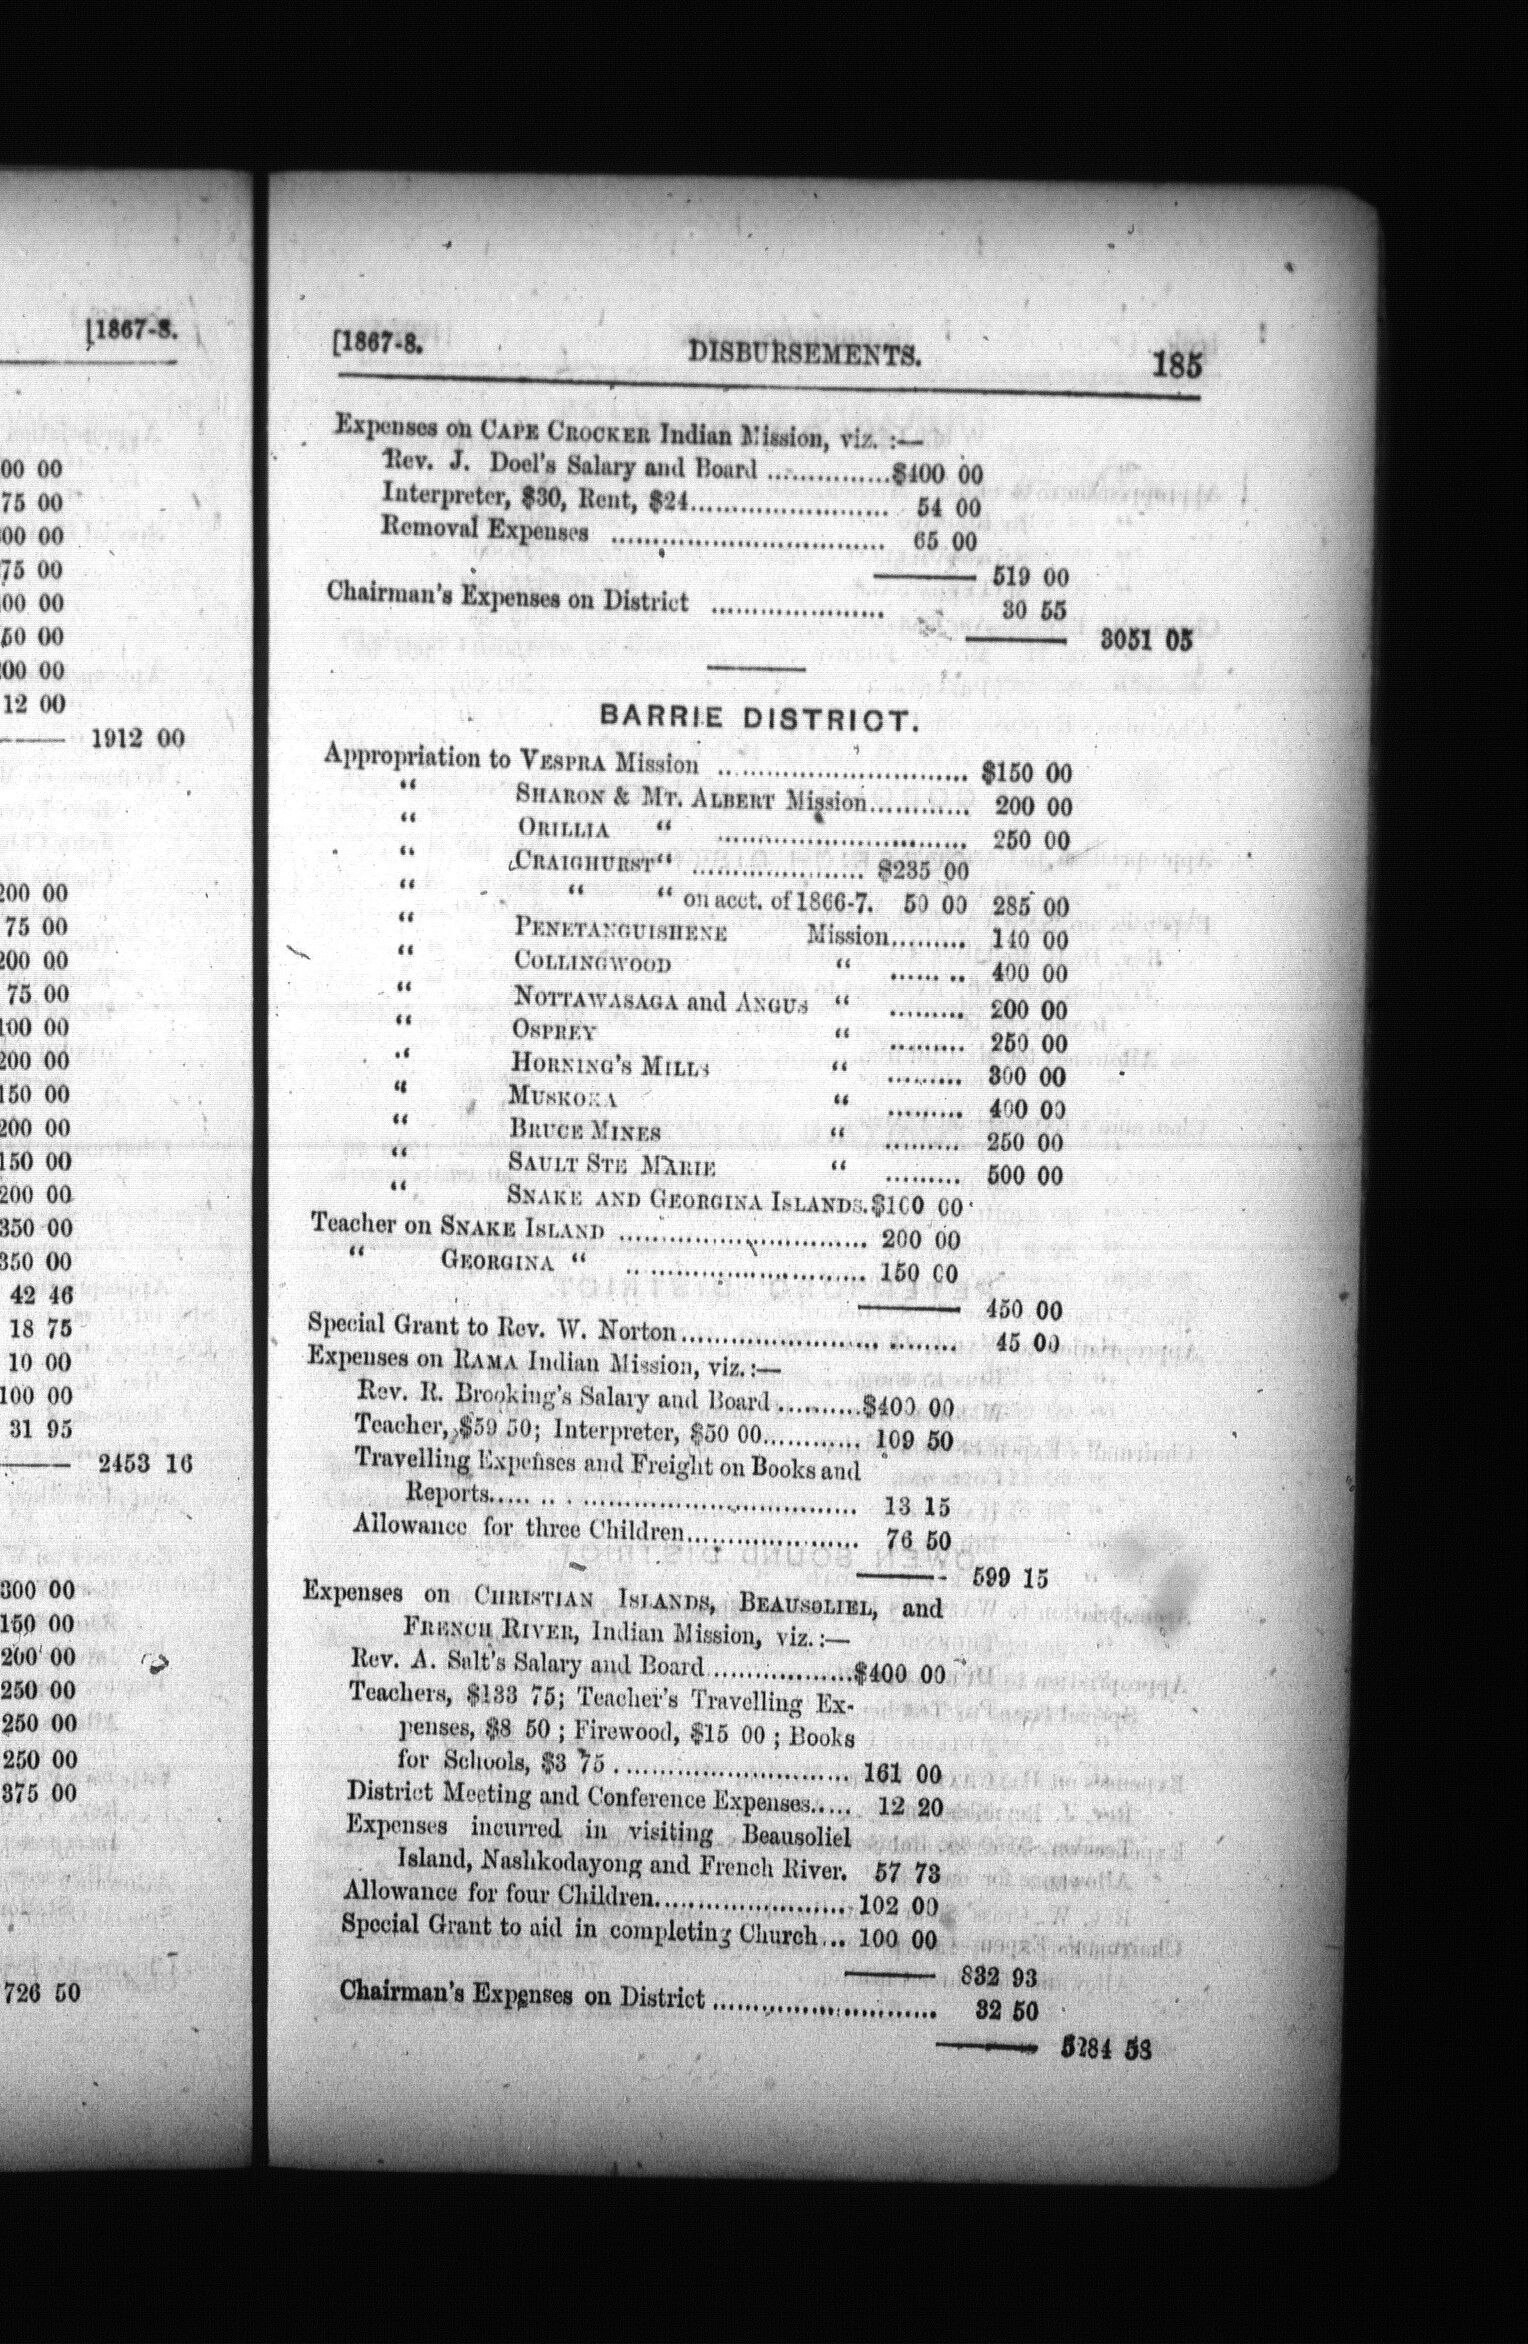 [1867-8.
00 00
75 00
00 00
75 00
00 00
50 00
00 00
12 00
1912 00
200 00
75 00
200 00
75 00
100 00
200 00
150 00
200 00
150 00
200 00
350 00
350 00
42 46
18 75
10 00
100 00
31 95
2453 16
300 00
150 00
200 00
250 00
250 00
250 00
375 00
726 50
[1867-8. DISBURSEMENTS. 185
Expenses on CAPE CROCKER Indian Mission, viz. :—
Rev. J. Doel's Salary and Board ............... $400 00
Interpreter, $30, Rent, $24........................ 54 00
Removal Expenses ................................. 65 00
519 00
Chairman's Expenses on District ..................... 30 55
3051 05
BARRIE DISTRICT.
Appropriation to VESPRA Mission .............................. $150 00
" SHARON & MT. ALBERT Mission............ 200 00
" ORILLIA " .............................. 250 00
" CRAIGHURST " ..................... $235 00
" " " on acct. of 1866-7. 50 00 285 00
" PENETANGUISHENE Mission......... 140 00
" COLLINGWOOD " ...... .. 400 00
" NOTTAWASAGA and ANGUS " ......... 200 00
" OSPREY " ......... 250 00
" HORNING'S MILLS " ......... 300 00
" MUSKOKA " ......... 400 00
" BRUCE MINES " ......... 250 00
" SAULT STE MARIE " ......... 500 00
" SNAKE AND GEORGINA ISLANDS. $100 00
Teacher on SNAKE ISLAND .............................. 200 00
" GEORGINA " ............................. 150 00
450 00
Special Grant to Rev. W. Norton................................. 45 00
Expenses on RAMA Indian Mission, viz. :—
Rev. R. Brooking's Salary and Board .......... $400 00
Teacher, $59 50; Interpreter, $50 00............ 109 50
Travelling Expenses and Freight on Books and
Reports..... .. . ................................. 13 15
Allowance for three Children..................... 76 50
599 15
Expenses on CHRISTIAN ISLANDS, BEAUSOLIEL, and
FRENCH RIVER, Indian Mission, viz. :—
Rev. A. Salt's Salary and Board .................$400 00
Teachers, $133 75; Teacher's Travelling Ex-
penses, $8 50 ; Firewood, $15 00 ; Books
for Schools, $3 75 ............................. 161 00
District Meeting and Conference Expenses..... 12 20
Expenses incurred in visiting Beausoliel
Island, Nashkodayong and French River. 57 73
Allowance for four Children....................... 102 00
Special Grant to aid in completing Church ... 100 00
832 93
Chairman's Expenses on District ........................... 32 50
5284 58